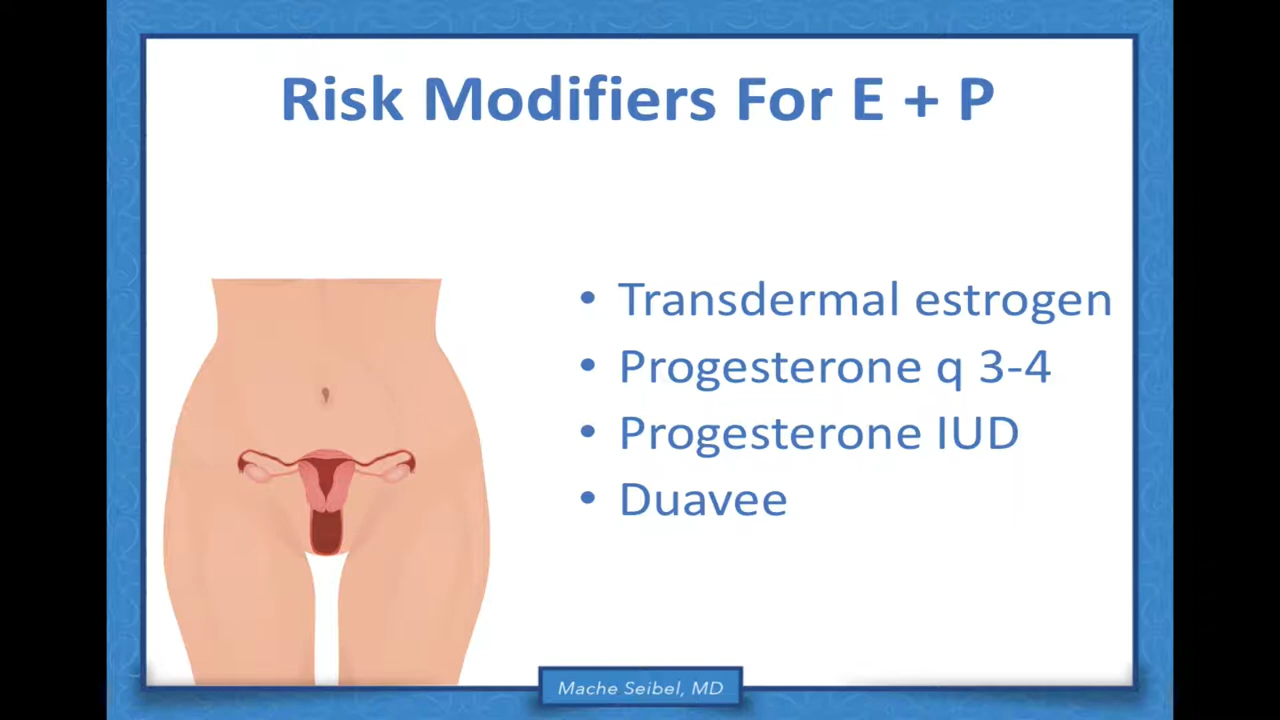 Risk Modifiers For E + P
• Transdermal estrogen
• Progesterone q 3-4
• Progesterone IUD
• Duavee
Mache Seibel, MD